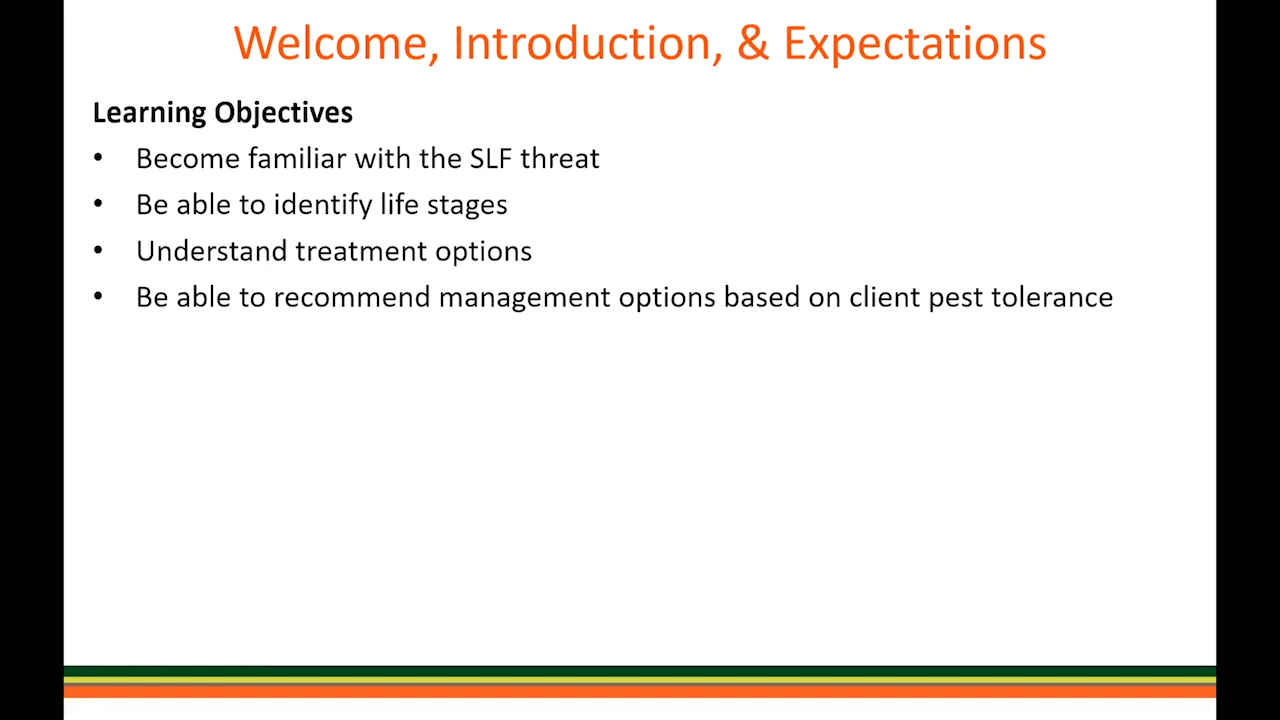 Welcome, Introduction, & Expectations
Learning Objectives
• Become familiar with the SLF threat
• Be able to identify life stages
• Understand treatment options
• Be able to recommend management options based on client pest tolerance